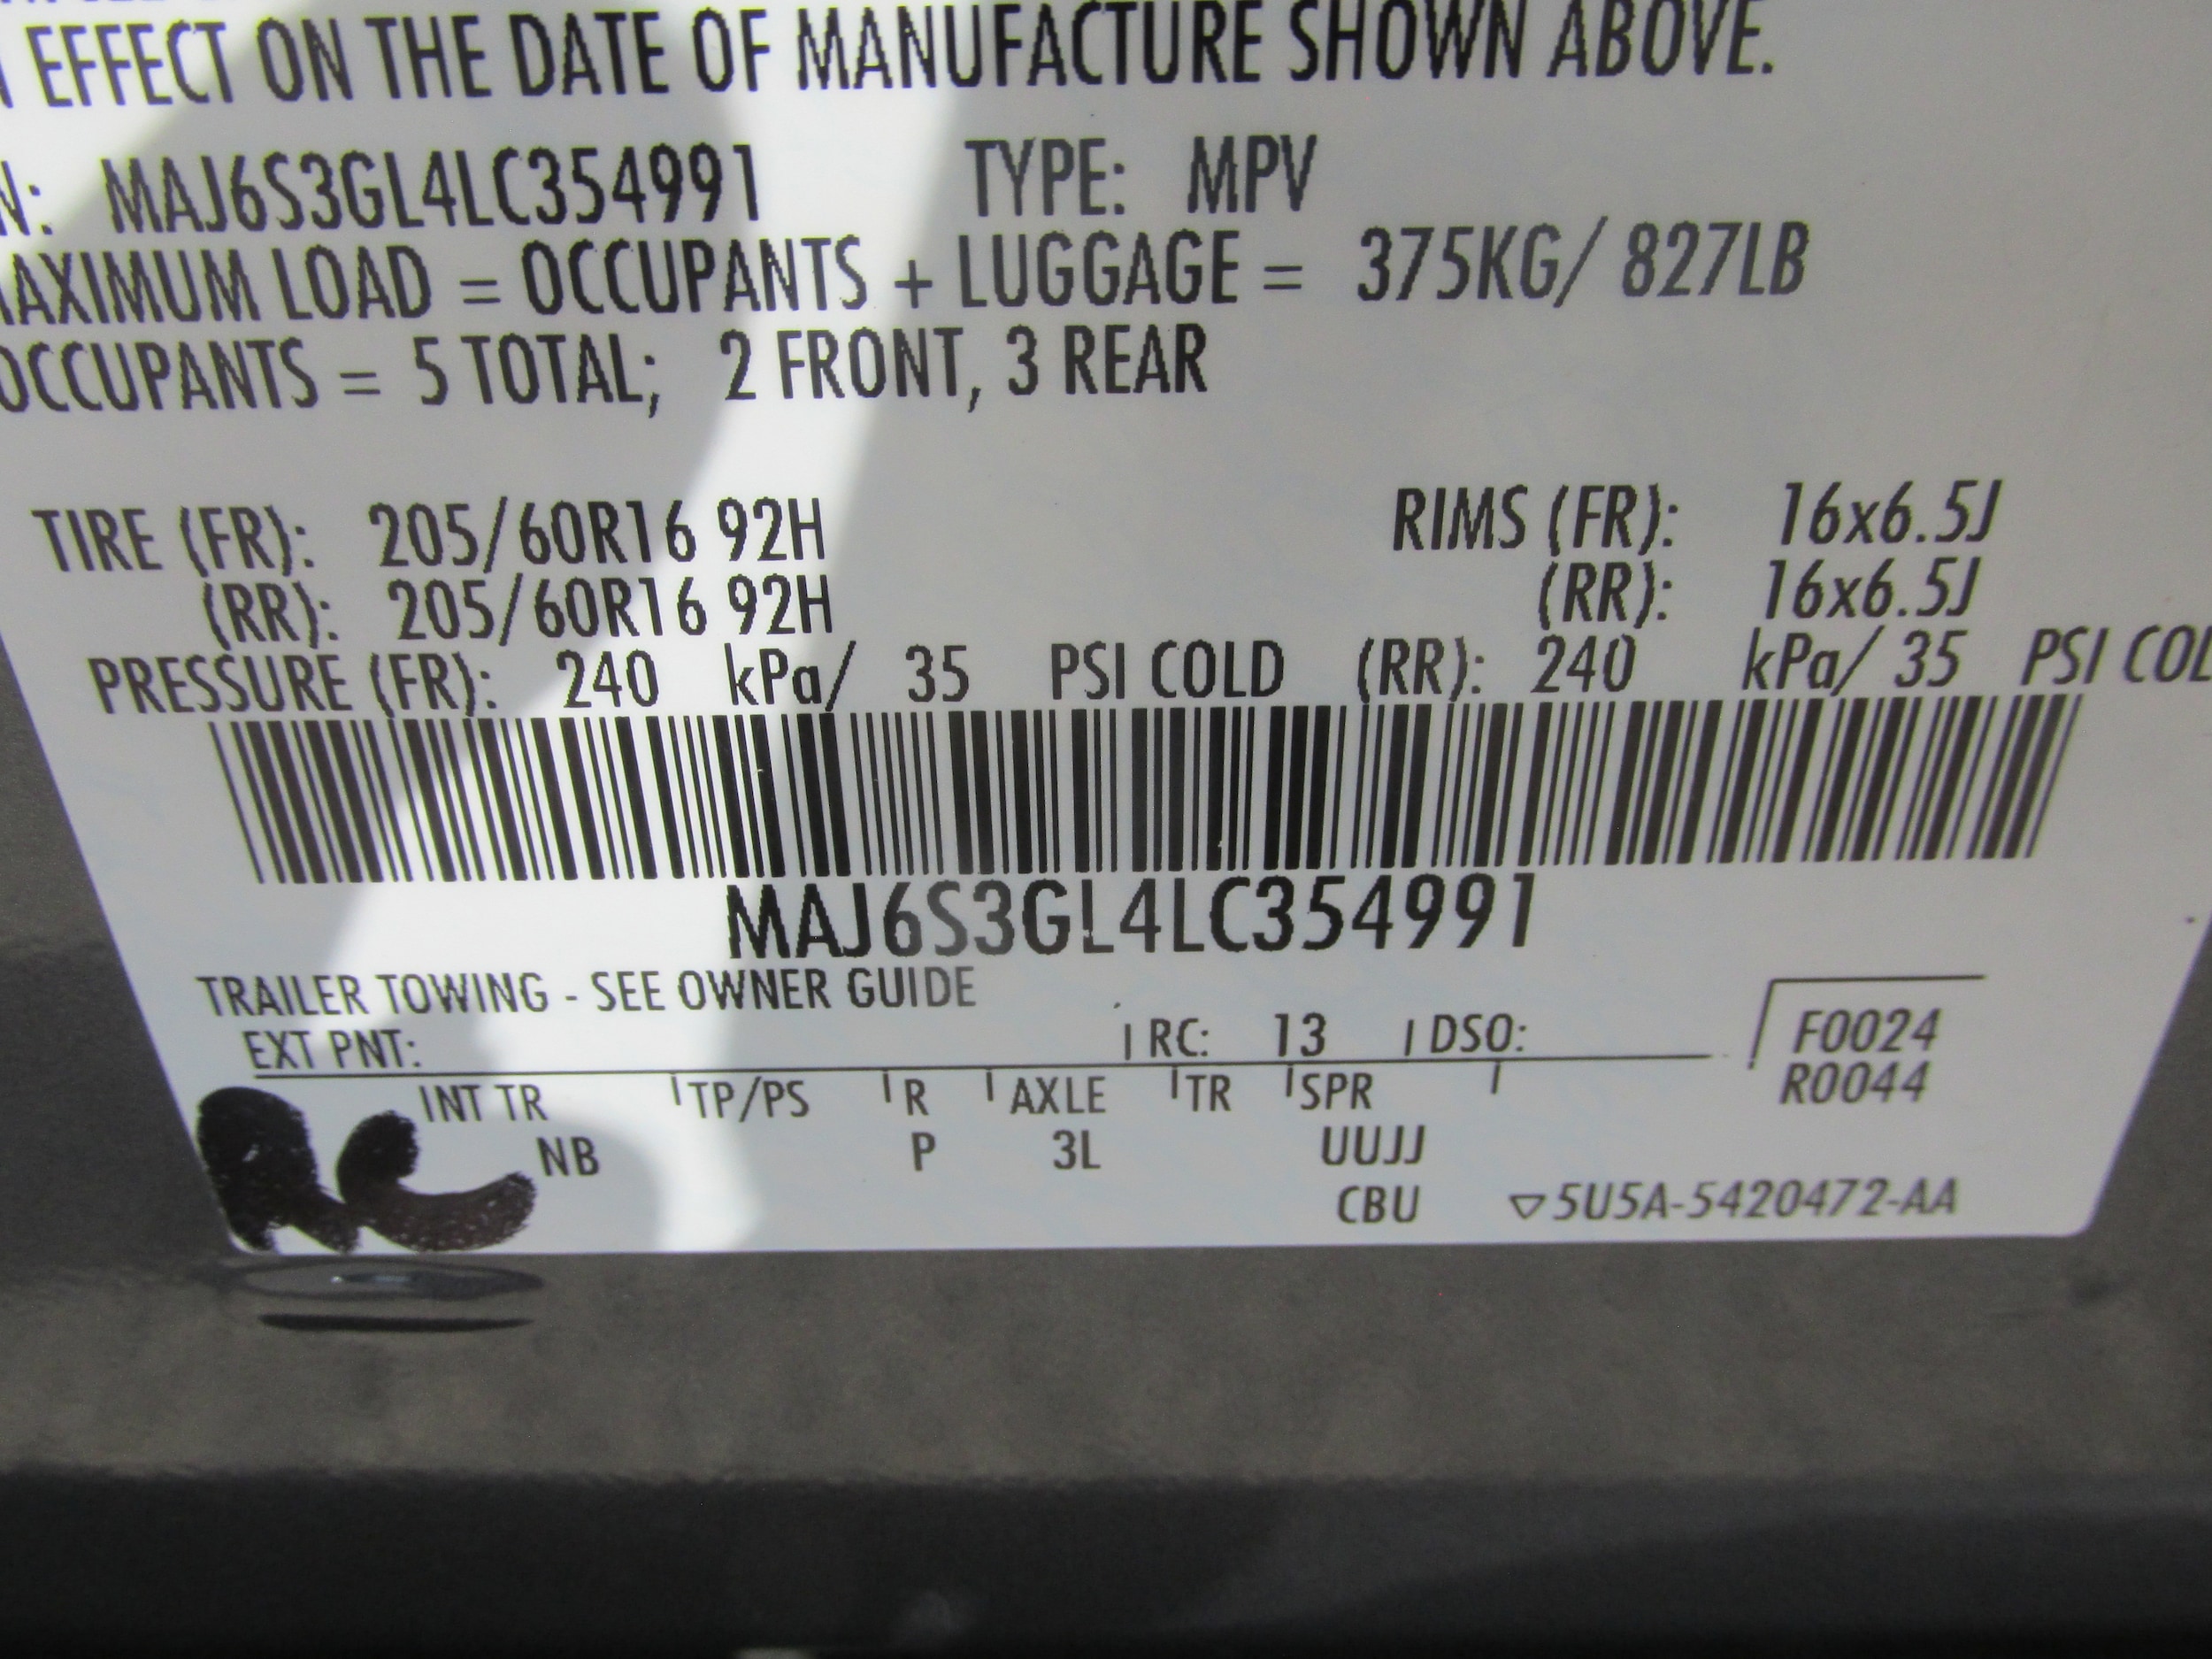 EFFECT ON THE DATE OF MANUFACTURE SHOWN ABOVE.
N: MAJ6S3GL4LC354991 TYPE: MPV
AXIMUM LOAD = OCCUPANTS + LUGGAGE = 375KG/ 827LB
OCCUPANTS = 5 TOTAL; 2 FRONT, 3 REAR
TIRE (FR): 205/60R16 92H RIMS (FR): 16x6.5J
(RR): 205/60R16 92H (RR): 16x6.5J
PRESSURE (FR): 240 kPa/ 35 PSI COLD (RR): 240 kPa/ 35 PSI COL
MAJ6S3GL4LC354991
TRAILER TOWING - SEE OWNER GUIDE
EXT PNT: RC: 13 DSO: F0024
R0044
INT TR TP/PS R AXLE TR SPR
NB P 3L UUJJ
CBU ▽5U5A-5420472-AA